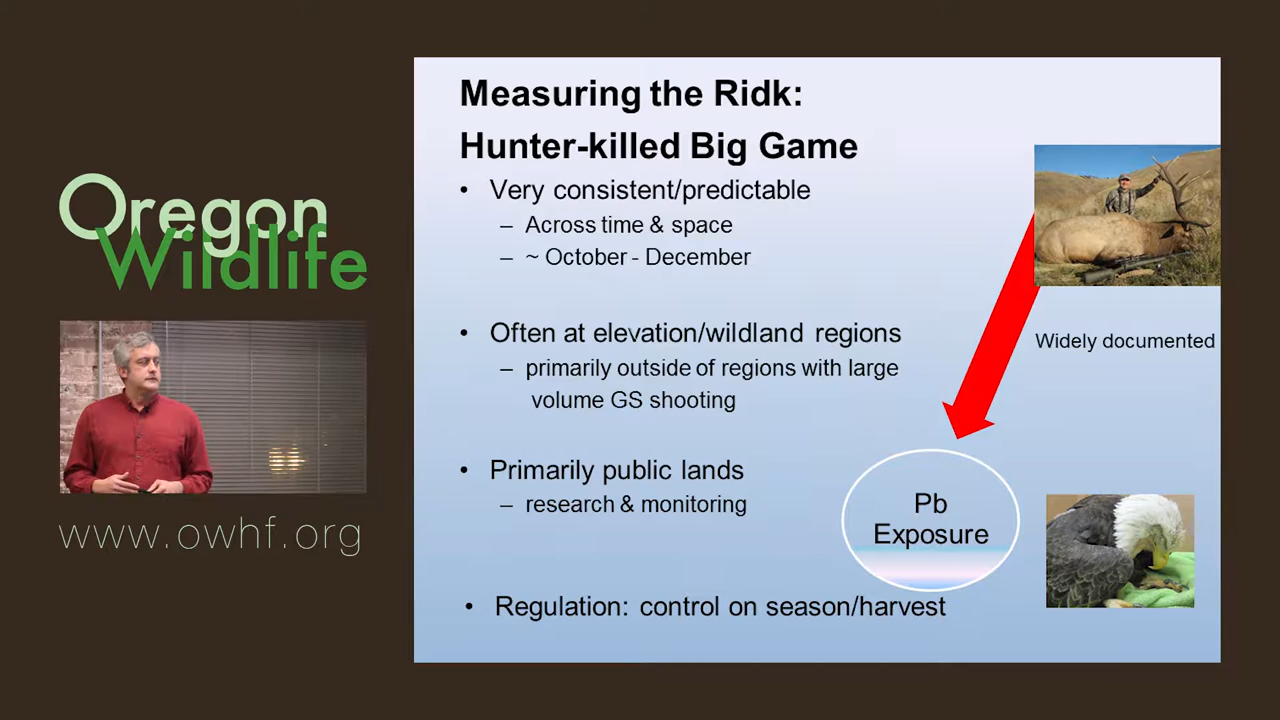 Oregon
Wildlife
www.owhf.org
Measuring the Ridk:
Hunter-killed Big Game
• Very consistent/predictable
– Across time & space
– ~ October - December
• Often at elevation/wildland regions
– primarily outside of regions with large
volume GS shooting
• Primarily public lands
– research & monitoring
• Regulation: control on season/harvest
Widely documented
Pb
Exposure